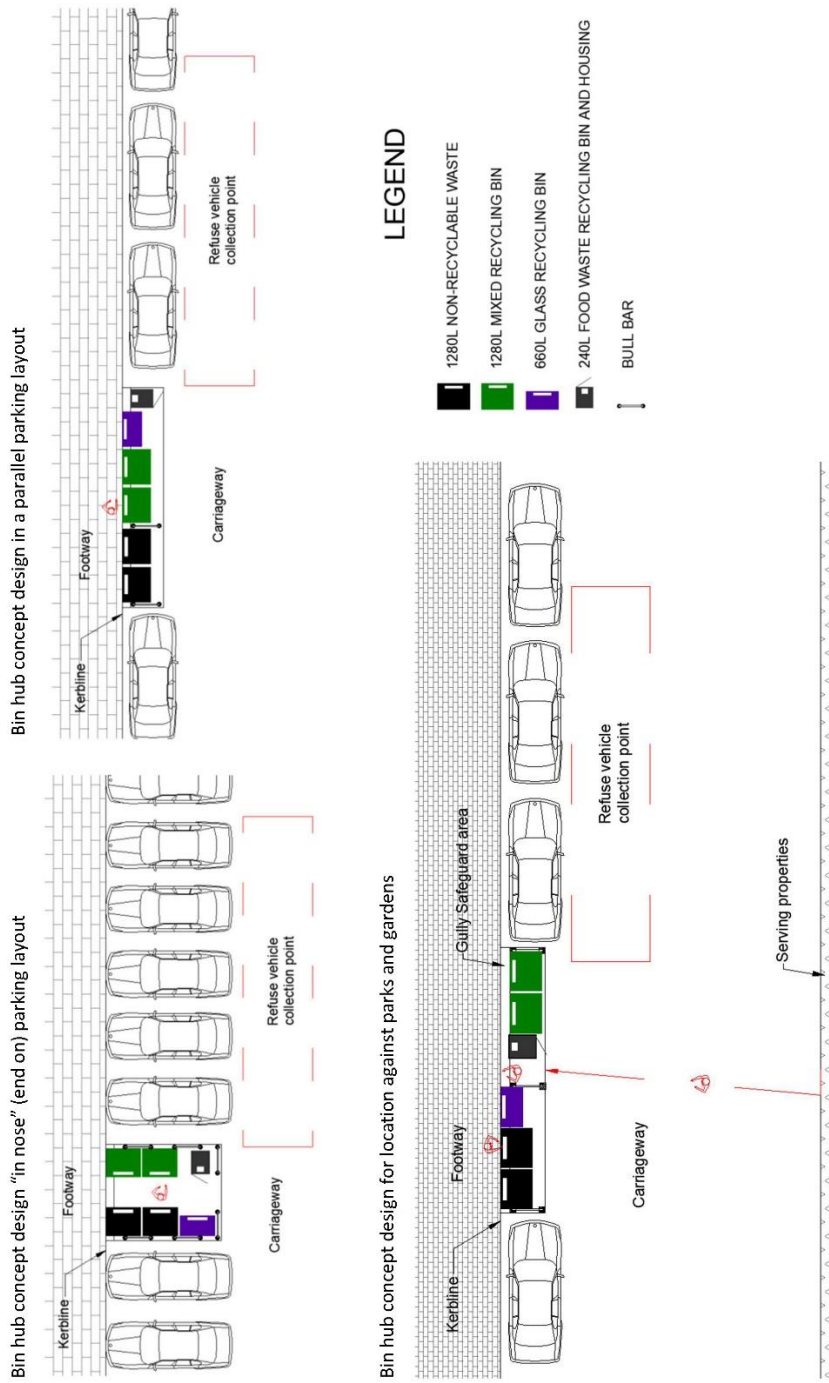 Bin hub concept design "in nose" (end on) parking layout
Kerbline
Footway
Carriageway
Refuse vehicle
collection point
Bin hub concept design in a parallel parking layout
Kerbline
Footway
Carriageway
Refuse vehicle
collection point
Bin hub concept design for location against parks and gardens
Kerbline
Footway
Gully Safeguard area
Carriageway
Refuse vehicle
collection point
Serving properties
LEGEND
1280L NON-RECYCLABLE WASTE
1280L MIXED RECYCLING BIN
660L GLASS RECYCLING BIN
240L FOOD WASTE RECYCLING BIN AND HOUSING
BULL BAR